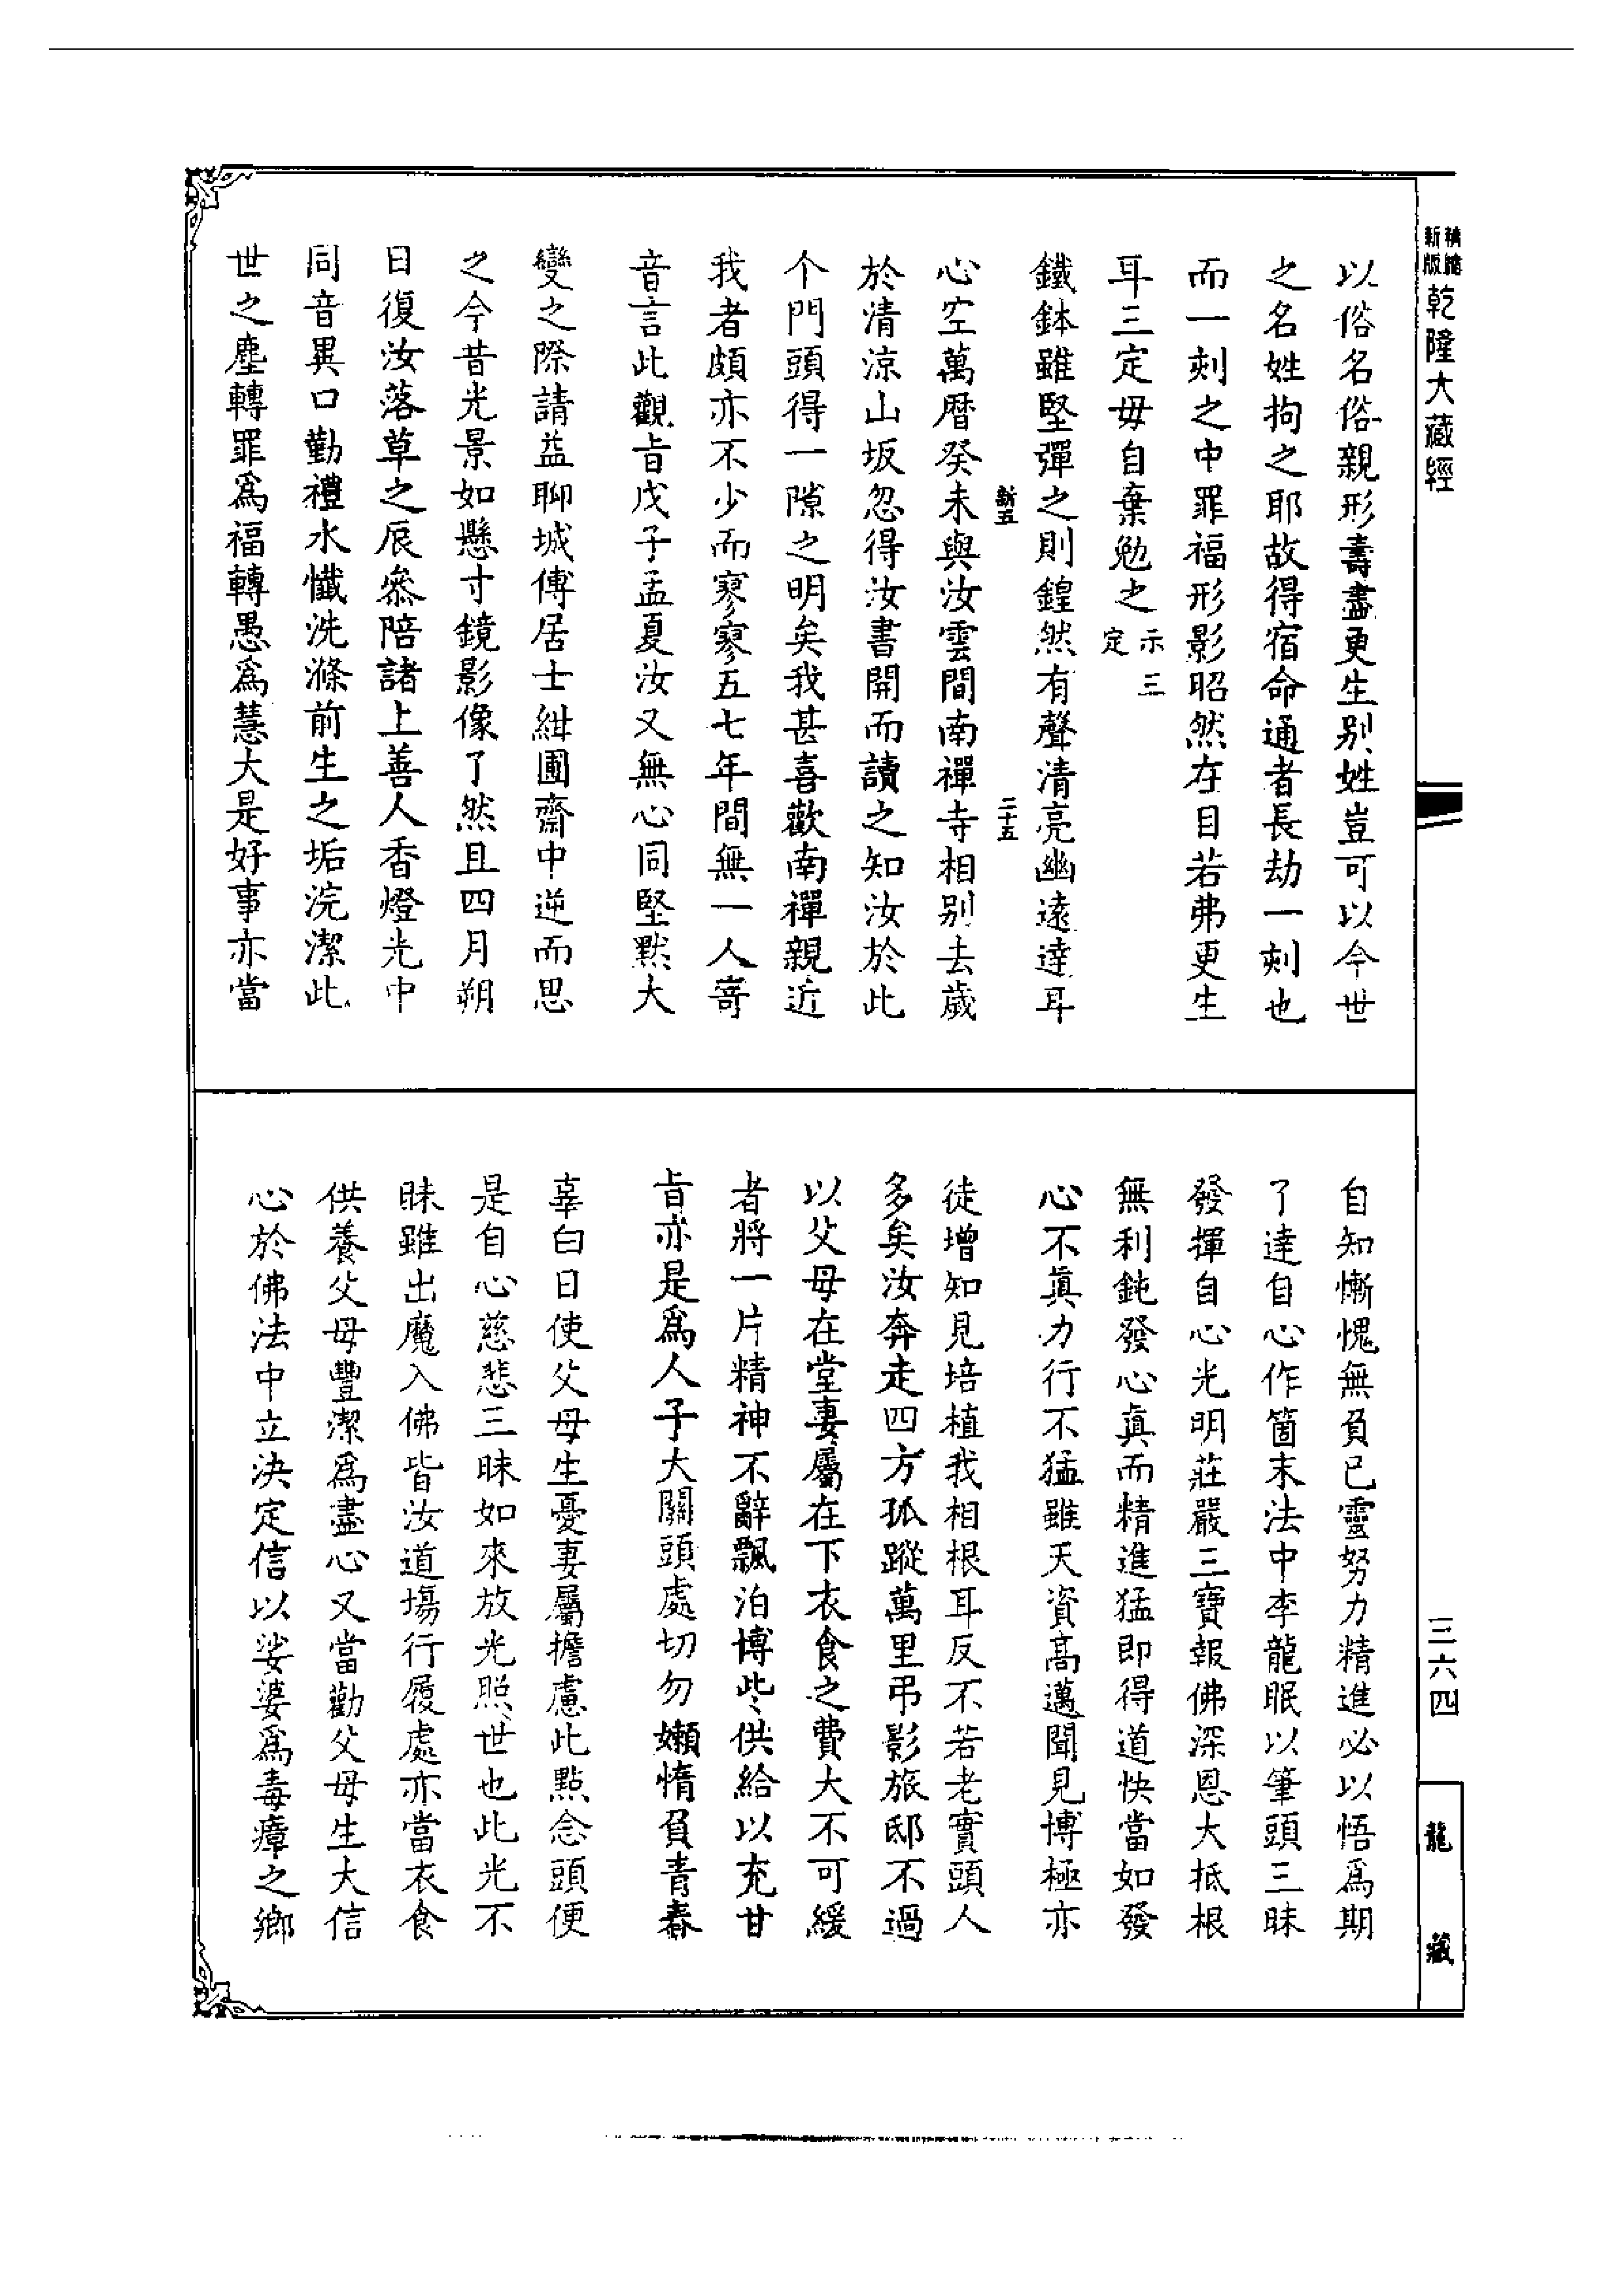 精縮
新版
乾隆大藏經
三六四
龍藏
以俗名俗親形壽盡更生別姓豈可以今世
之名姓拘之耶故得宿命通者長劫一刻也
而一刻之中罪福形影昭然在目若弗更生
耳三定毋自棄勉之 示三
定
鐵鉢雖堅彈之則鍠然有聲清亮幽遠達耳
新五 二十五
心空萬曆癸未與汝雲間南禪寺相別去歲
於清涼山坂忽得汝書開而讀之知汝於此
个門頭得一隙之明矣我甚喜歡南禪親近
我者頗亦不少而寥寥五七年間無一人寄
音言此觀旨戊子孟夏汝又無心同堅默大
變之際請益聊城傅居士紺圃齋中逆而思
之今昔光景如懸寸鏡影像了然且四月朔
日復汝落草之辰叅陪諸上善人香燈光中
同音異口勤禮水懺洗滌前生之垢浣潔此
世之塵轉罪為福轉愚為慧大是好事亦當
自知慚愧無負已靈努力精進必以悟為期
了達自心作箇末法中李龍眠以筆頭三昧
發揮自心光明莊嚴三寶報佛深恩大抵根
無利鈍發心真而精進猛即得道快當如發
心不真力行不猛雖天資高邁聞見博極亦
徒增知見培植我相根耳反不若老實頭人
多矣汝奔走四方孤蹤萬里弔影旅邸不過
以父母在堂妻屬在下衣食之費大不可緩
者將一片精神不辭飄泊博些供給以充甘
旨亦是為人子大關頭處切勿嬾惰負青春
辜白日使父母生憂妻屬擔慮此點念頭便
是自心慈悲三昧如來放光照世也此光不
昧雖出魔入佛皆汝道場行履處亦當衣食
供養父母豐潔為盡心又當勸父母生大信
心於佛法中立決定信以娑婆為毒瘴之鄉